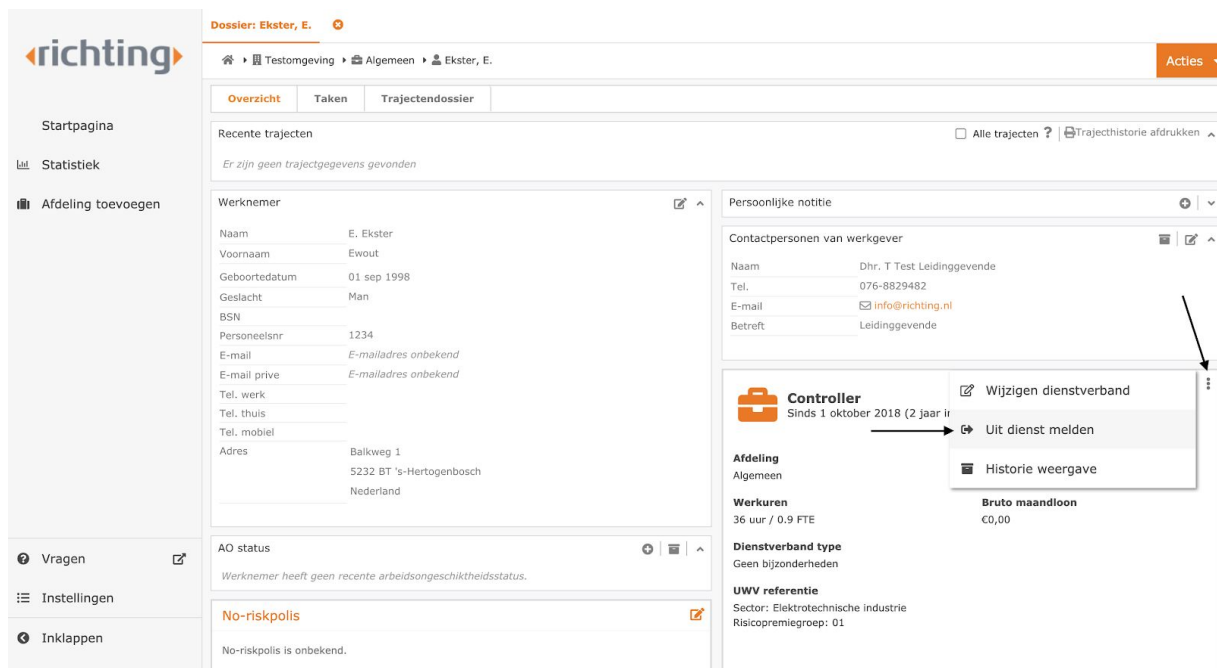 Dossier: Ekster, E.
richting
Testomgeving Algemeen Ekster, E.
Acties
Overzicht Taken Trajectendossier
Startpagina
Statistiek
Afdeling toevoegen
Recente trajecten
Alle trajecten ? Trajecthistorie afdrukken
Er zijn geen trajectgegevens gevonden
Werknemer
Naam E. Ekster
Voornaam Ewout
Geboortedatum 01 sep 1998
Geslacht Man
BSN
Personeelsnr 1234
E-mail E-mailadres onbekend
E-mail prive E-mailadres onbekend
Tel. werk
Tel. thuis
Tel. mobiel
Adres Balkweg 1
5232 BT 's-Hertogenbosch
Nederland
Persoonlijke notitie
Contactpersonen van werkgever
Naam Dhr. T Test Leidinggevende
Tel. 076-8829482
E-mail info@richting.nl
Betreft Leidinggevende
Controller
Sinds 1 oktober 2018 (2 jaar i
Wijzigen dienstverband
Uit dienst melden
Historie weergave
Afdeling
Algemeen
Werkuren
36 uur / 0.9 FTE
Bruto maandloon
€0,00
Dienstverband type
Geen bijzonderheden
UWV referentie
Sector: Elektrotechnische industrie
Risicopremiegroep: 01
AO status
Werknemer heeft geen recente arbeidsongeschiktheidsstatus.
No-riskpolis
No-riskpolis is onbekend.
Vragen
Instellingen
Inklappen